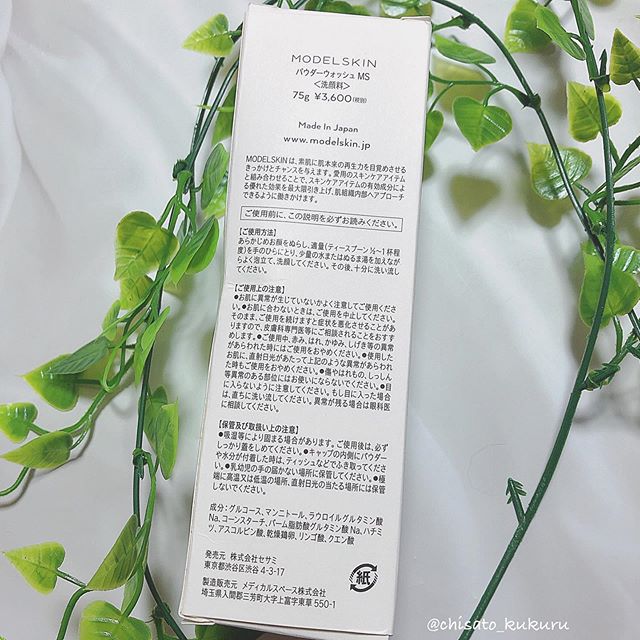 MODELSKIN
パウダーウォッシュ MS
＜洗顔料＞
75g ¥3,600(税別)
Made In Japan
www.modelskin.jp
MODELSKIN は、素肌に肌本来の再生力を目覚めさせる
きっかけとチャンスを与えます。愛用のスキンケアアイテム
と組み合わせることで、スキンケアアイテムの有効成分によ
る優れた効果を最大限引き上げ、肌組織内部へアプローチ
できるように働きかけます。
ご使用前に、この説明を必ずお読みください。
【ご使用方法】
あらかじめお顔をぬらし、適量(ティースプーン½〜1杯程
度)を手のひらにとり、少量の水またはぬるま湯を加えなが
らよく泡立て、洗顔してください。その後、十分に洗い流し
てください。
【ご使用上の注意】
●お肌に異常が生じていないかよく注意してご使用くださ
い。●お肌に合わないときは、ご使用を中止してください。
そのまま、ご使用を続けますと症状を悪化させることがあ
りますので、皮膚科専門医等にご相談されることをおすす
めします。●ご使用中、赤み、はれ、かゆみ、しげき等の異常
があらわれた時にはご使用をおやめください。●使用した
お肌に、直射日光があたって上記のような異常があらわれ
た時もご使用をおやめください。●傷やはれもの、しっしん
等異常のある部位にはお使いにならないでください。●目
に入らないように注意してください。もし目に入った場合
は、直ちに洗い流してください。異常が残る場合は眼科医
に相談してください。
【保管及び取扱い上の注意】
●吸湿等により固まる場合があります。ご使用後は、必ず
しっかり蓋をしめてください。●キャップの内側にパウダー
や水分が付着した時は、ティッシュなどでふき取ってくださ
い。●乳幼児の手の届かない場所に保管してください。●極
端に高温又は低温の場所、直射日光の当たる場所には保管
しないでください。
成分：グルコース、マンニトール、ラウロイルグルタミン酸
Na、コーンスターチ、パーム脂肪酸グルタミン酸 Na、ハチミ
ツ、アスコルビン酸、乾燥鶏卵、リンゴ酸、クエン酸
発売元 株式会社セサミ
東京都渋谷区渋谷 4-3-17
製造販売元 メディカルスペース株式会社
埼玉県入間郡三芳町大字上富字東草 550-1
紙
@chisato_kukuru